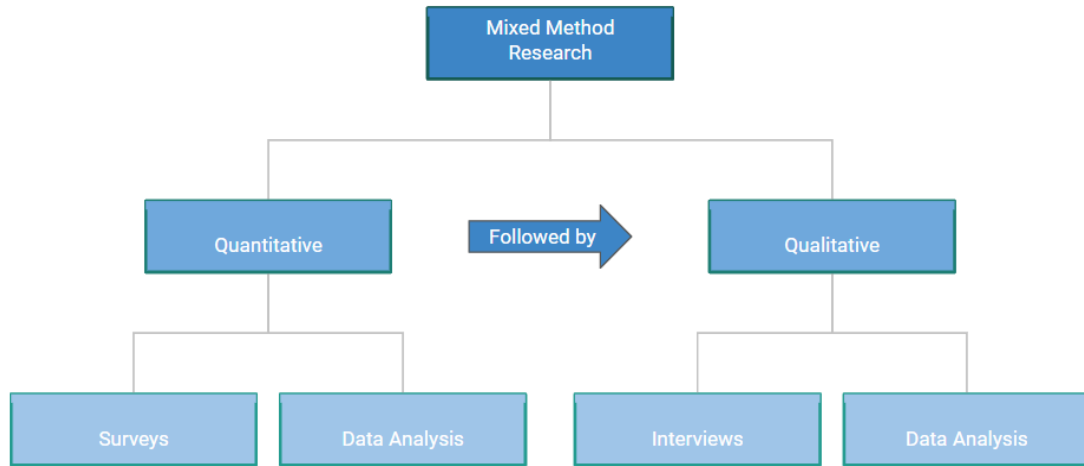 Mixed Method
Research
Quantitative
Followed by
Qualitative
Surveys
Data Analysis
Interviews
Data Analysis